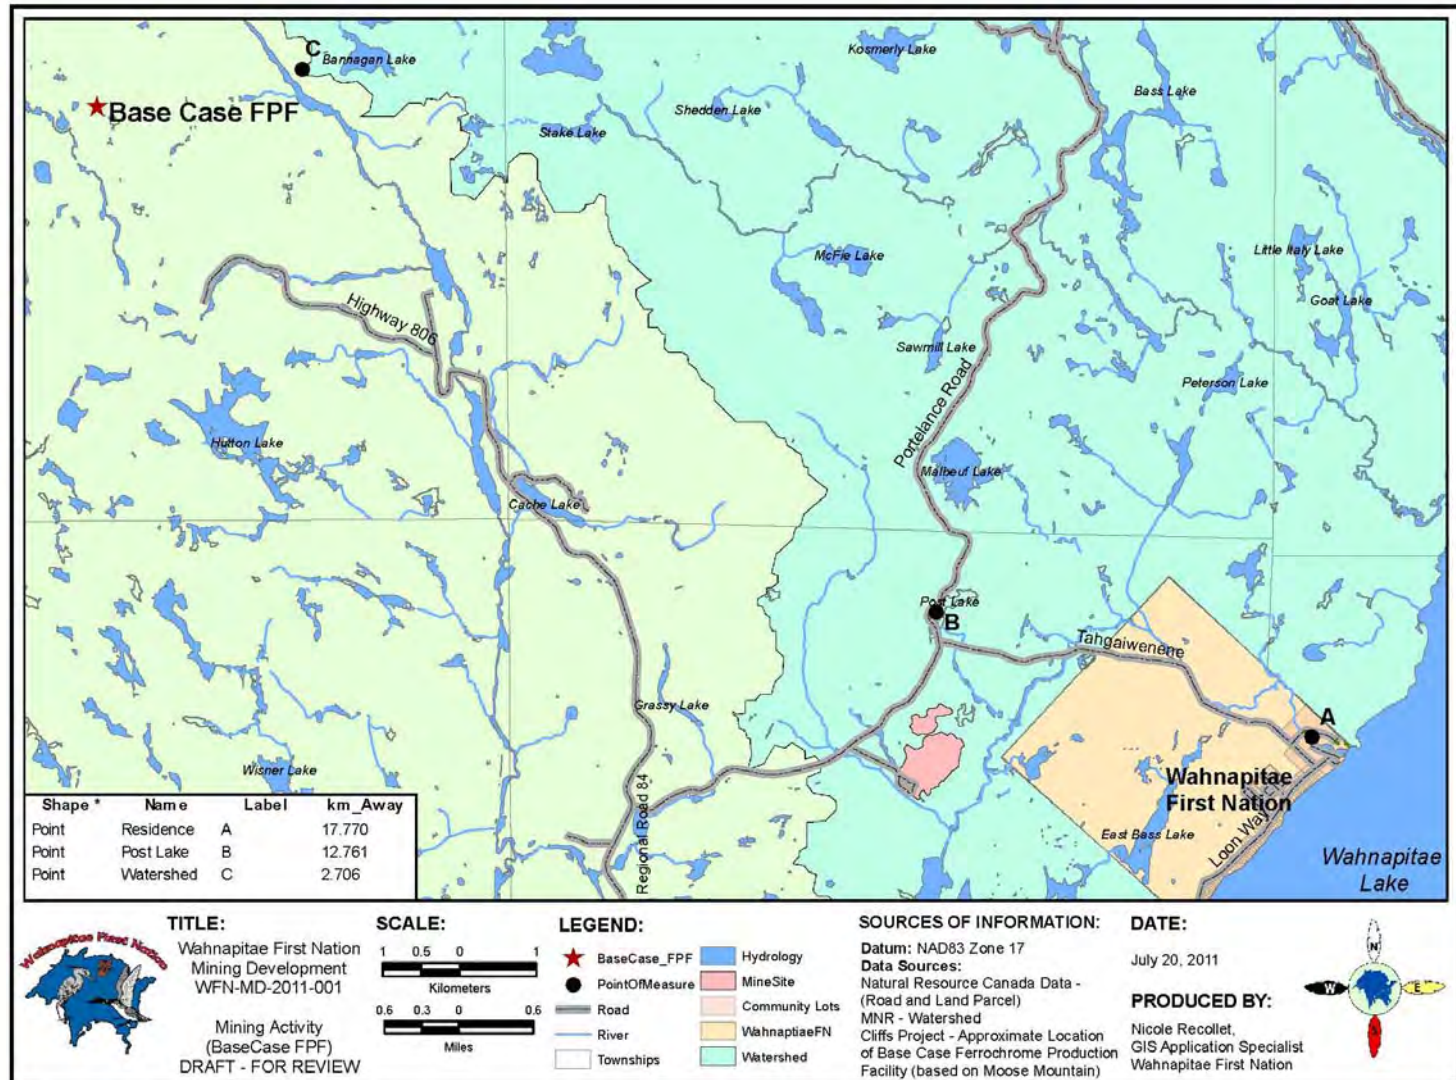 C
Bannagan Lake
Kosmerly Lake
Base Case FPF
Bass Lake
Shedden Lake
Stake Lake
McFie Lake
Little Italy Lake
Goat Lake
Highway 806
Sawmill Lake
Peterson Lake
Portelance Road
Hutton Lake
Malbeuf Lake
Cache Lake
Post Lake
B
Tahgaiwenene
Grassy Lake
A
Wisner Lake
Wahnapitae
First Nation
Regional Road 84
East Bass Lake
Loon Way
Wahnapitae
Lake
Shape * Name Label km_Away
Point Residence A 17.770
Point Post Lake B 12.761
Point Watershed C 2.706
Wahnapitae First Nation
TITLE:
Wahnapitae First Nation
Mining Development
WFN-MD-2011-001
Mining Activity
(BaseCase FPF)
DRAFT - FOR REVIEW
SCALE:
1 0.5 0 1
Kilometers
0.6 0.3 0 0.6
Miles
LEGEND:
BaseCase_FPF
PointOfMeasure
Road
River
Townships
Hydrology
MineSite
Community Lots
WahnaptiaeFN
Watershed
SOURCES OF INFORMATION:
Datum: NAD83 Zone 17
Data Sources:
Natural Resource Canada Data -
(Road and Land Parcel)
MNR - Watershed
Cliffs Project - Approximate Location
of Base Case Ferrochrome Production
Facility (based on Moose Mountain)
DATE:
July 20, 2011
PRODUCED BY:
Nicole Recollet,
GIS Application Specialist
Wahnapitae First Nation
N
W
E
S